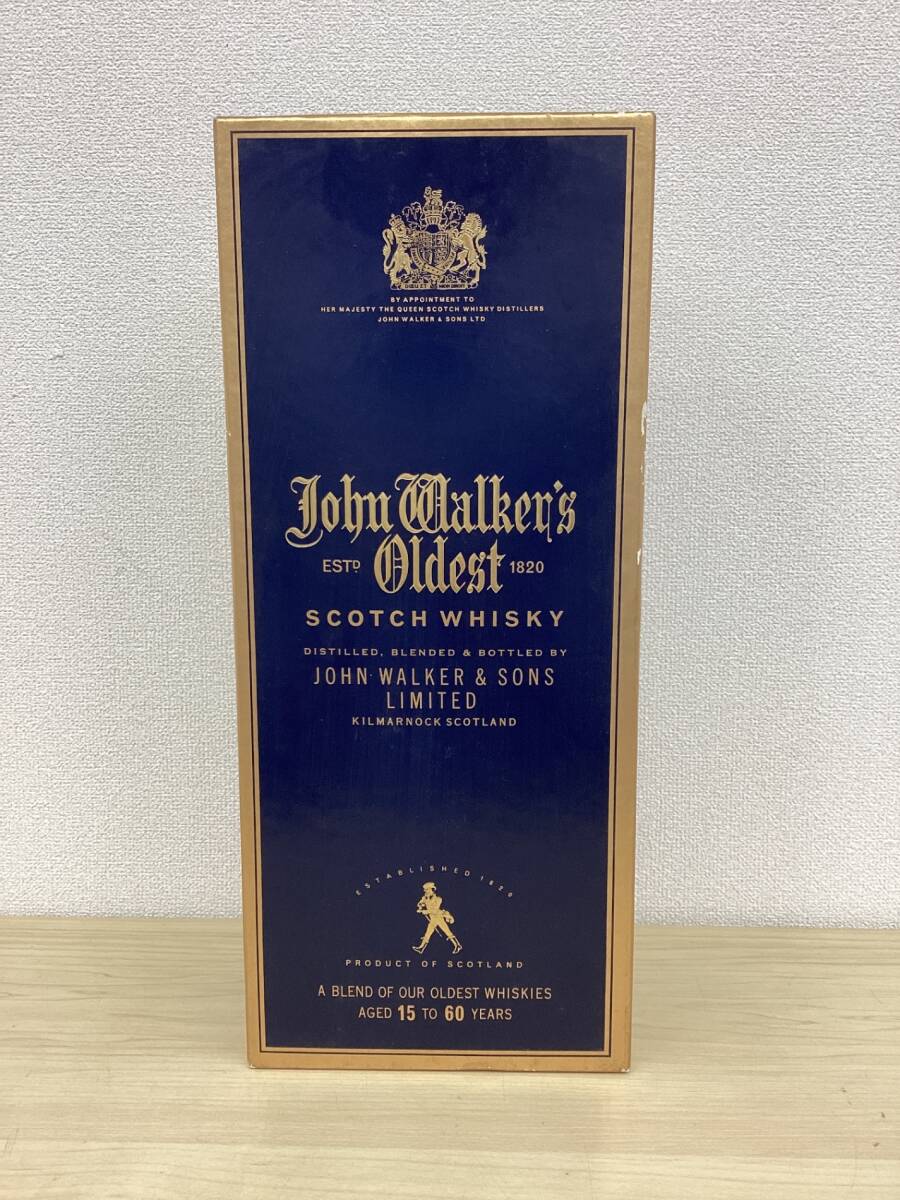 BY APPOINTMENT TO
HER MAJESTY THE QUEEN SCOTCH WHISKY DISTILLERS
JOHN WALKER & SONS LTD
John Walker's
ESTD Oldest 1820
SCOTCH WHISKY
DISTILLED, BLENDED & BOTTLED BY
JOHN WALKER & SONS
LIMITED
KILMARNOCK SCOTLAND
ESTABLISHED 1820
PRODUCT OF SCOTLAND
A BLEND OF OUR OLDEST WHISKIES
AGED 15 TO 60 YEARS